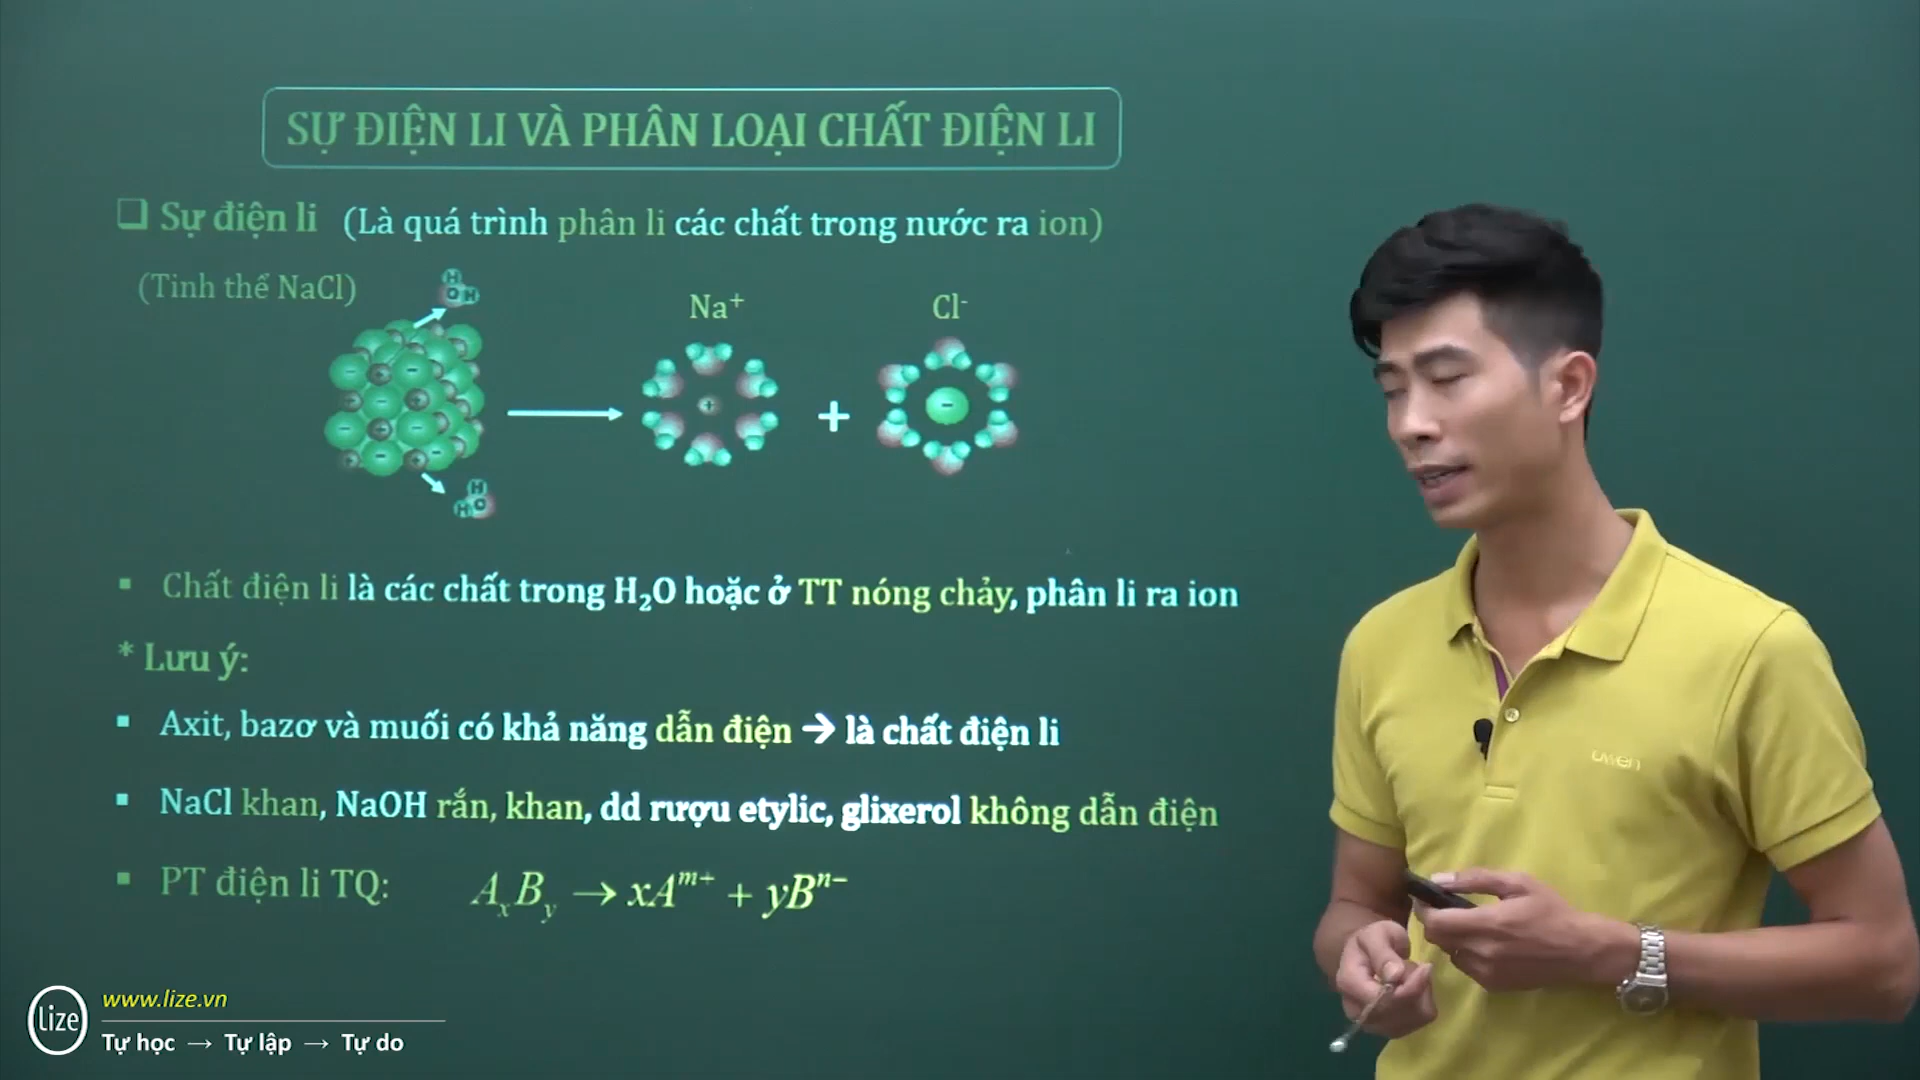 SỰ ĐIỆN LI VÀ PHÂN LOẠI CHẤT ĐIỆN LI
❑ Sự điện li (Là quá trình phân li các chất trong nước ra ion)
(Tinh thể NaCl)
H
O H
Na⁺
Cl⁻
+
H
H O
▪ Chất điện li là các chất trong H₂O hoặc ở TT nóng chảy, phân li ra ion
* Lưu ý:
▪ Axit, bazơ và muối có khả năng dẫn điện → là chất điện li
▪ NaCl khan, NaOH rắn, khan, dd rượu etylic, glixerol không dẫn điện
▪ PT điện li TQ: AₓBᵧ → xAᵐ⁺ + yBⁿ⁻
uwen
lize
www.lize.vn
Tự học → Tự lập → Tự do